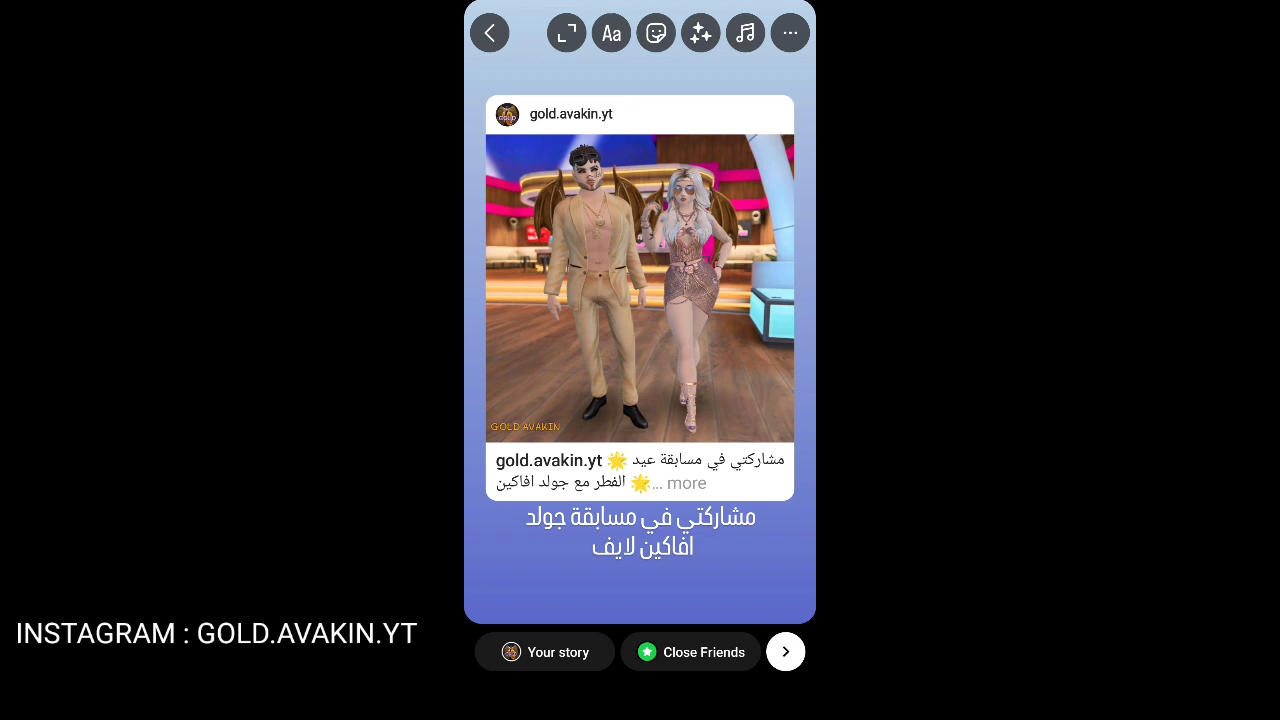 Aa
gold.avakin.yt
GOLD AVAKIN
gold.avakin.yt 🌟 مشاركتي في مسابقة عيد
الفطر مع جولد افاكين 🌟... more
مشاركتي في مسابقة جولد
افاكين لايف
INSTAGRAM : GOLD.AVAKIN.YT
Your story
Close Friends